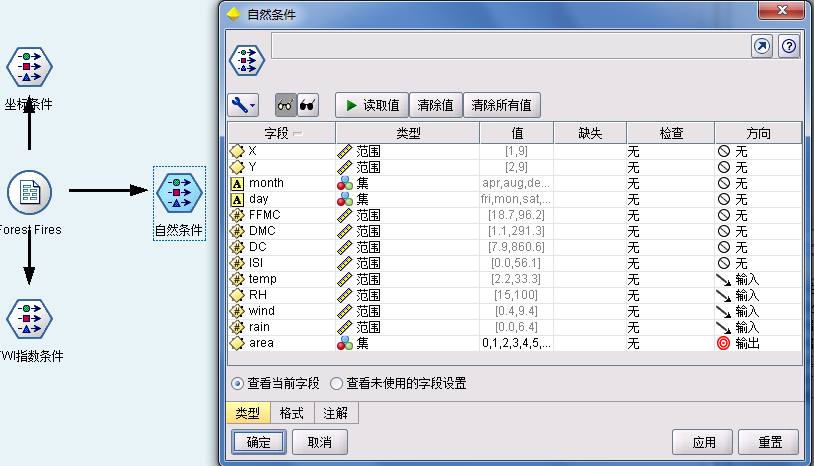 坐标条件
Forest Fires
自然条件
WI指数条件
自然条件
读取值 清除值 清除所有值
字段 类型 值 缺失 检查 方向
X 范围 [1,9] 无 无
Y 范围 [2,9] 无 无
month 集 apr,aug,de... 无 无
day 集 fri,mon,sat,... 无 无
FFMC 范围 [18.7,96.2] 无 无
DMC 范围 [1.1,291.3] 无 无
DC 范围 [7.9,860.6] 无 无
ISI 范围 [0.0,56.1] 无 无
temp 范围 [2.2,33.3] 无 输入
RH 范围 [15,100] 无 输入
wind 范围 [0.4,9.4] 无 输入
rain 范围 [0.0,6.4] 无 输入
area 集 0,1,2,3,4,5,... 无 输出
查看当前字段 查看未使用的字段设置
类型 格式 注解
确定 取消 应用 重置